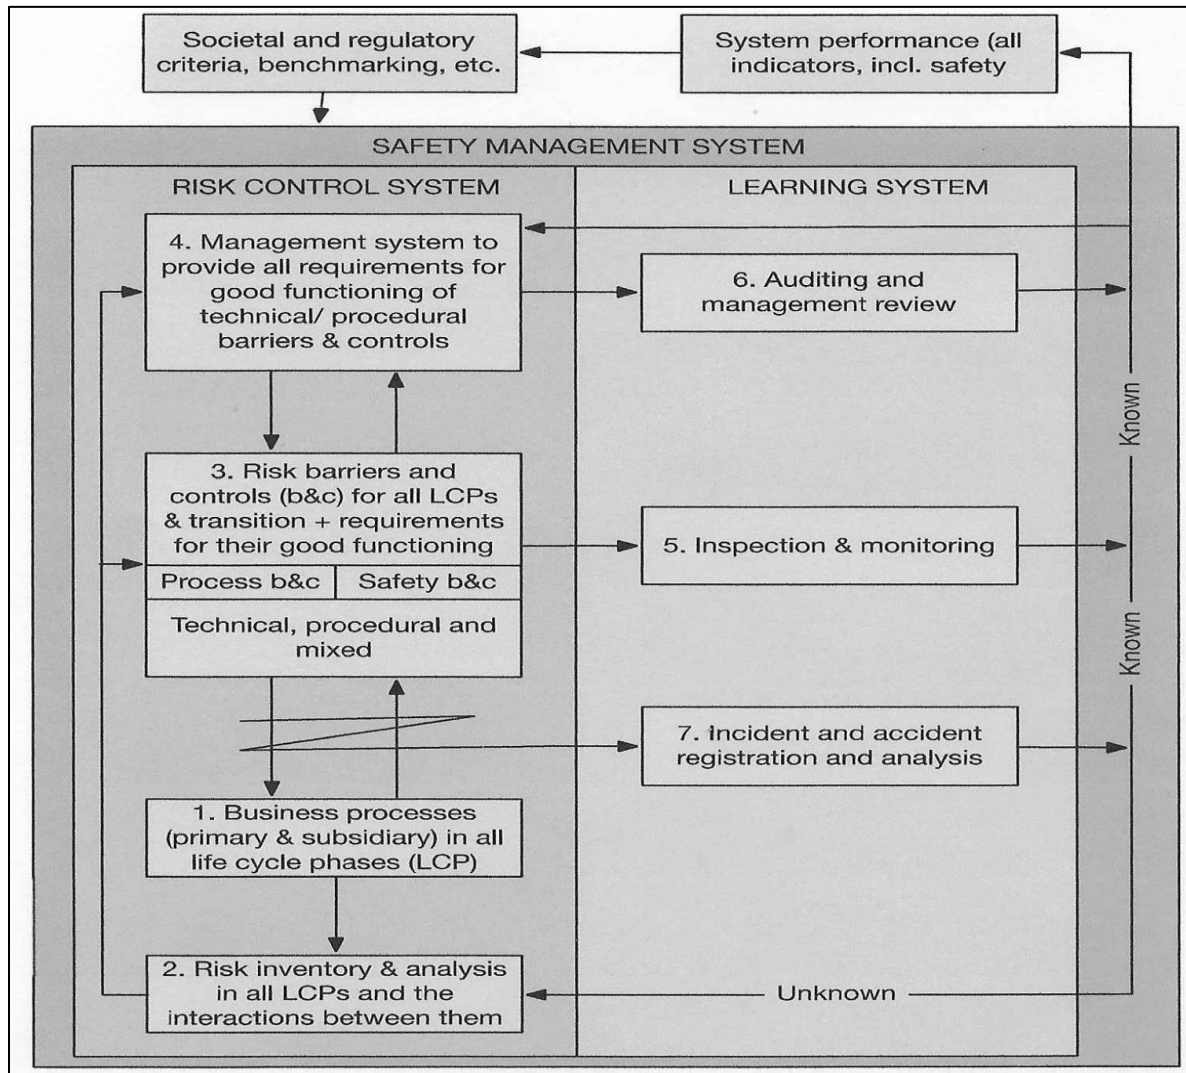 Societal and regulatory
criteria, benchmarking, etc.
System performance (all
indicators, incl. safety
SAFETY MANAGEMENT SYSTEM
RISK CONTROL SYSTEM
LEARNING SYSTEM
4. Management system to
provide all requirements for
good functioning of
technical/ procedural
barriers & controls
6. Auditing and
management review
Known
3. Risk barriers and
controls (b&c) for all LCPs
& transition + requirements
for their good functioning
Process b&c
Safety b&c
Technical, procedural and
mixed
5. Inspection & monitoring
Known
7. Incident and accident
registration and analysis
1. Business processes
(primary & subsidiary) in all
life cycle phases (LCP)
2. Risk inventory & analysis
in all LCPs and the
interactions between them
Unknown